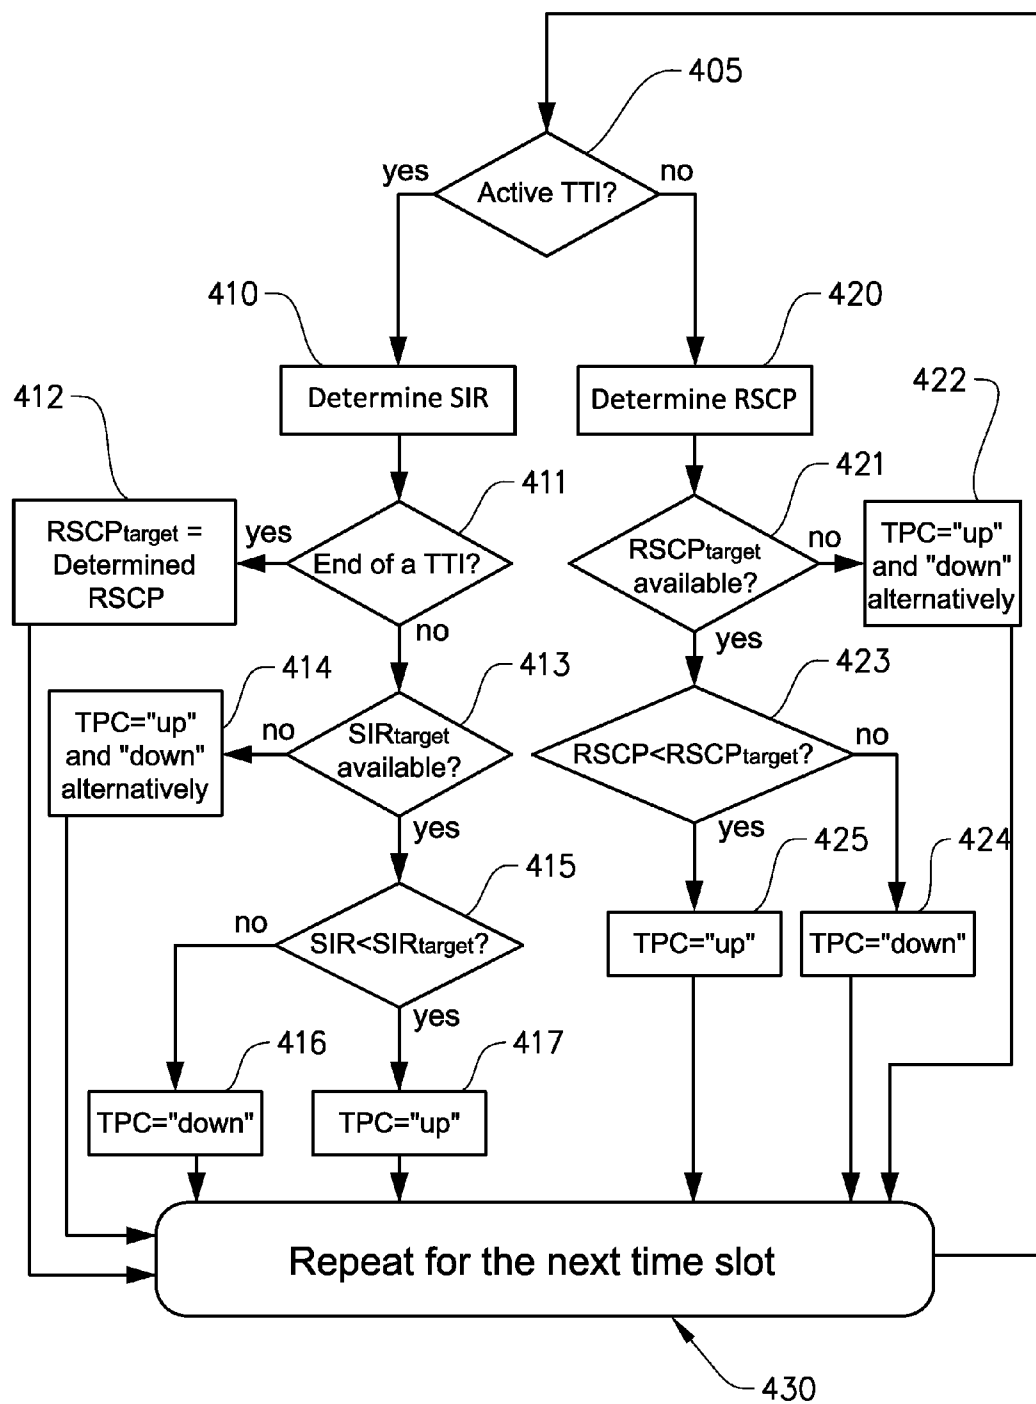 405
yes
no
Active TTI?
410
420
Determine SIR
Determine RSCP
412
422
411
421
RSCPtarget =
Determined
RSCP
yes
End of a TTI?
no
RSCPtarget
available?
no
TPC="up"
and "down"
alternatively
yes
414
413
423
TPC="up"
and "down"
alternatively
no
SIRtarget
available?
yes
RSCP<RSCPtarget?
no
yes
425
424
415
no
SIR<SIRtarget?
yes
TPC="up"
TPC="down"
416
417
TPC="down"
TPC="up"
Repeat for the next time slot
430